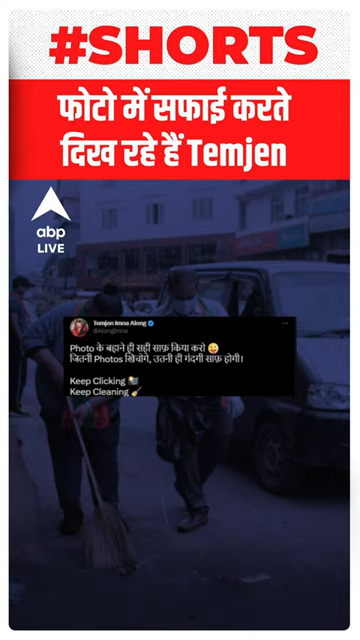 #SHORTS
फोटो में सफाई करते
दिख रहे हैं Temjen
abp
LIVE
Temjen Imna Along
@AlongImna
Photo के बहाने ही सही साफ़ किया करो 😜
जितनी Photos खिचोगे, उतनी ही गंदगी साफ़ होगी।
Keep Clicking 📸
Keep Cleaning 🧹